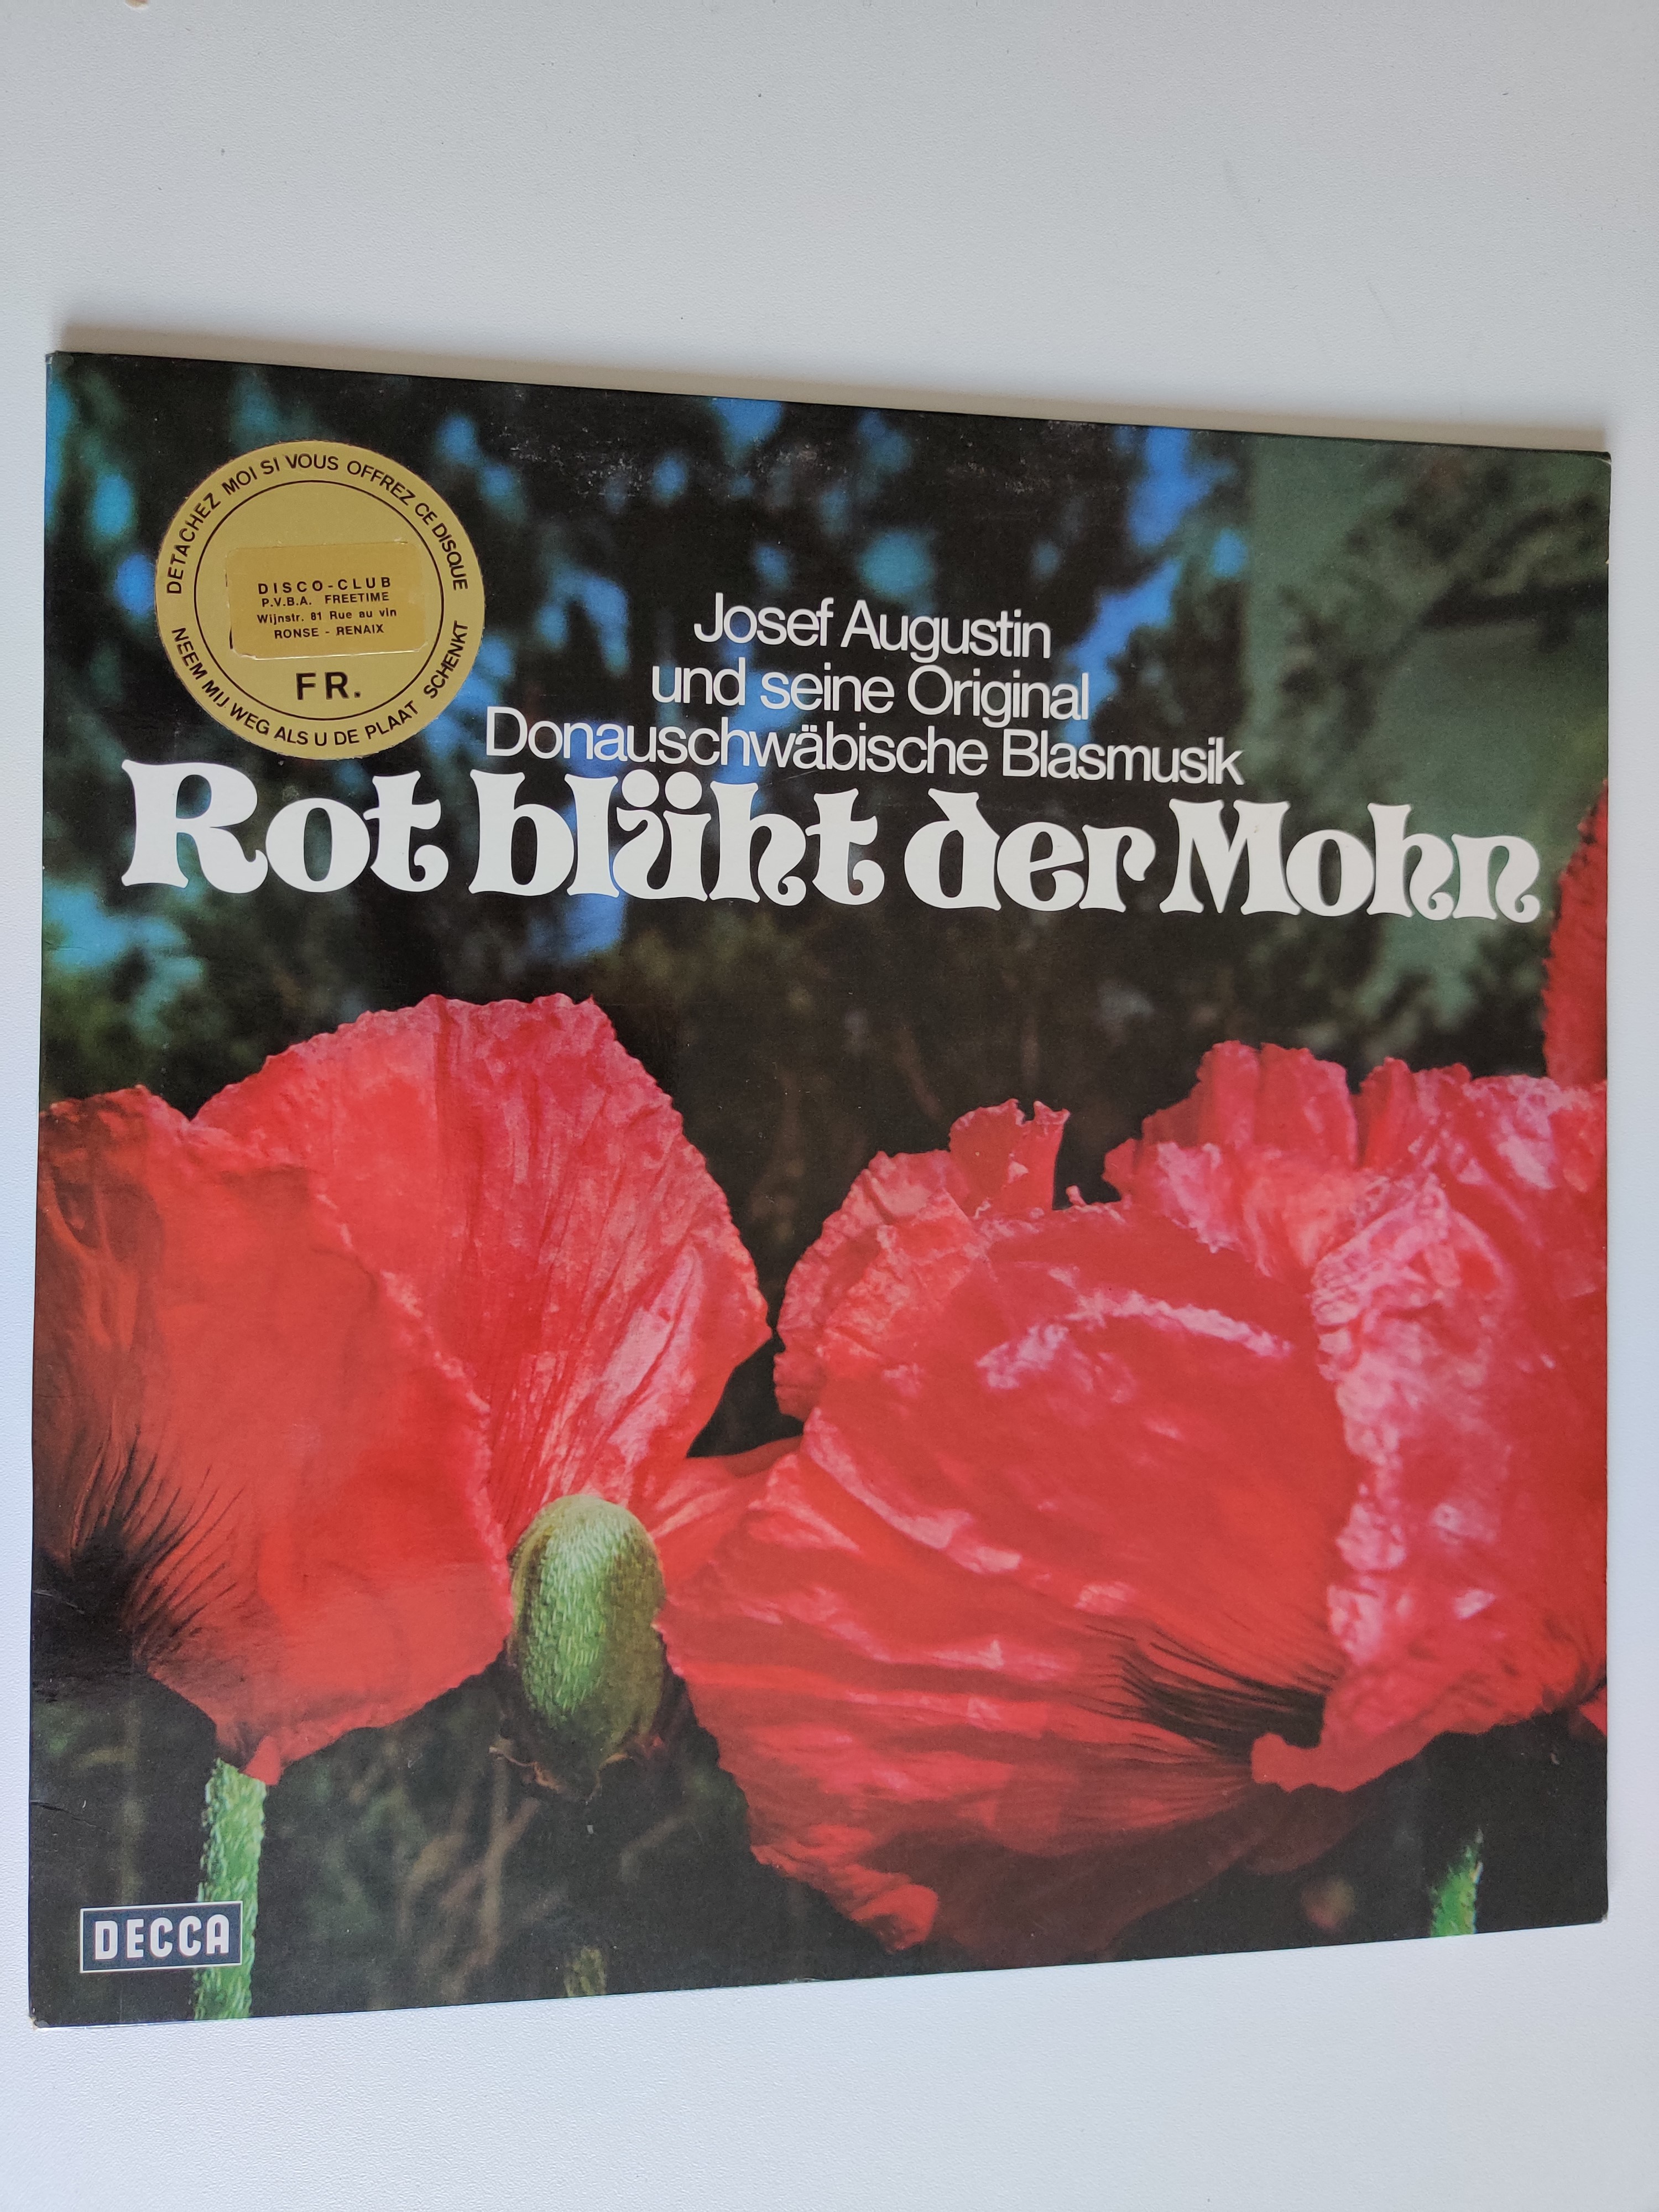 DETACHEZ MOI SI VOUS OFFREZ CE DISQUE
DISCO-CLUB
P.V.B.A. FREETIME
Wijnstr. 81 Rue au vin
RONSE - RENAIX
FR.
NEEM MIJ WEG ALS U DE PLAAT SCHENKT
Josef Augustin
und seine Original
Donauschwäbische Blasmusik
Rot blüht der Mohn
DECCA